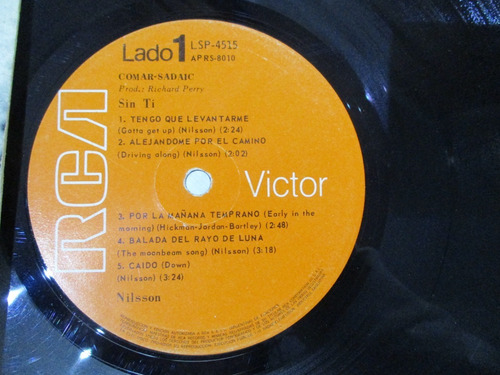 Lado 1
LSP-4515
APRS-8010
COMAR-SADAIC
Prod.: Richard Perry
Sin Ti
1. TENGO QUE LEVANTARME
(Gotta get up) (Nilsson) (2:24)
2. ALEJANDOME POR EL CAMINO
(Driving along) (Nilsson) (2:02)
RCA
Victor
3. POR LA MAÑANA TEMPRANO (Early in the
morning) (Hickman-Jordan-Bartley) (2:48)
4. BALADA DEL RAYO DE LUNA
(The moonbeam song) (Nilsson) (3:18)
5. CAIDO (Down)
(Nilsson) (3:24)
Nilsson